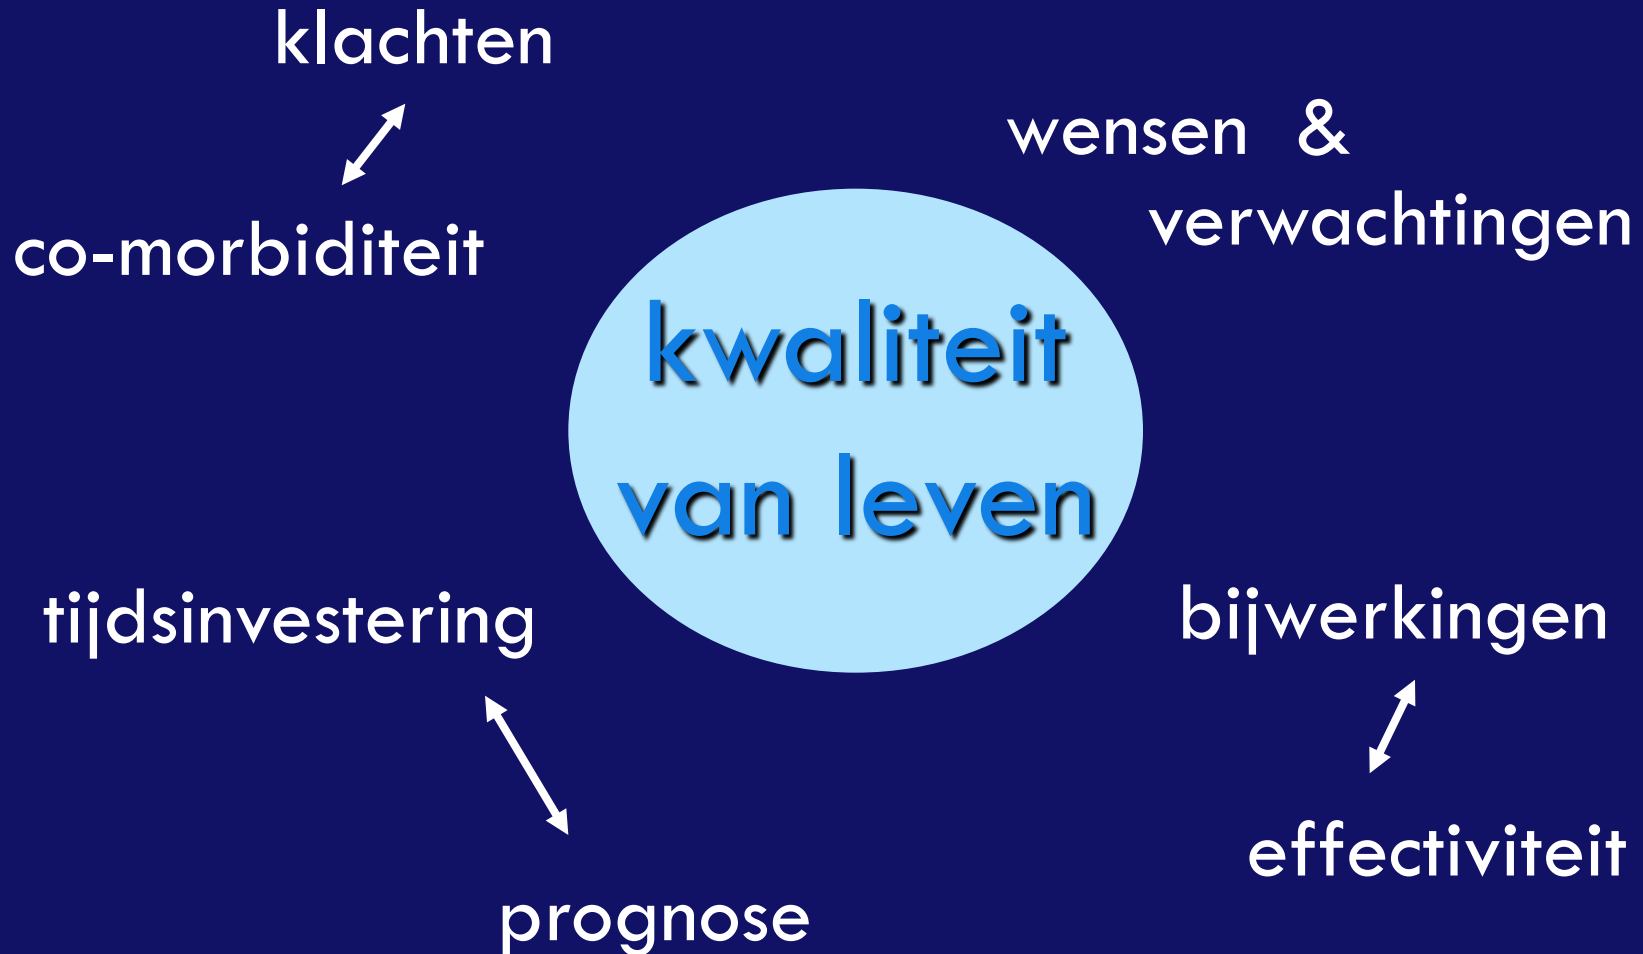 klachten
wensen &
verwachtingen
co-morbiditeit
kwaliteit
van leven
tijdsinvestering
bijwerkingen
effectiviteit
prognose